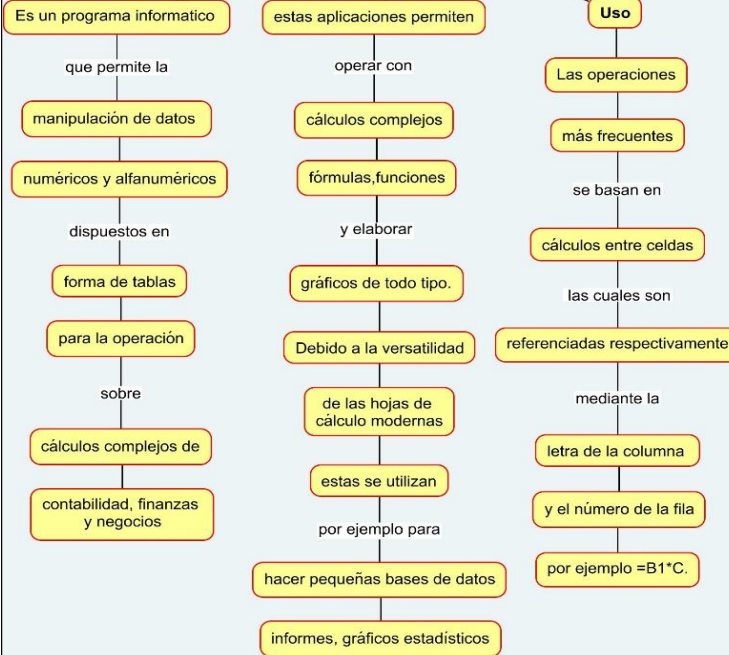 Es un programa informatico
que permite la
manipulación de datos
numéricos y alfanuméricos
dispuestos en
forma de tablas
para la operación
sobre
cálculos complejos de
contabilidad, finanzas
y negocios
estas aplicaciones permiten
operar con
cálculos complejos
fórmulas,funciones
y elaborar
gráficos de todo tipo.
Debido a la versatilidad
de las hojas de
cálculo modernas
estas se utilizan
por ejemplo para
hacer pequeñas bases de datos
informes, gráficos estadísticos
Uso
Las operaciones
más frecuentes
se basan en
cálculos entre celdas
las cuales son
referenciadas respectivamente
mediante la
letra de la columna
y el número de la fila
por ejemplo =B1*C.